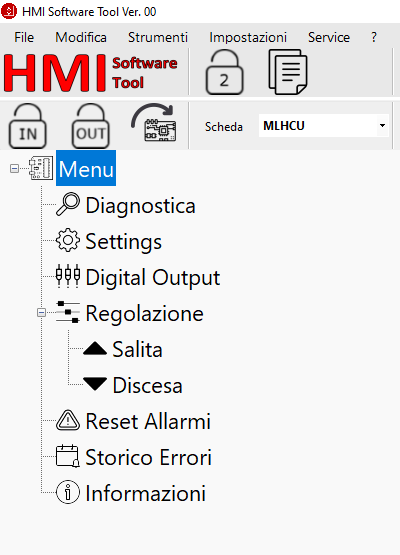 HMI Software Tool Ver. 00
File Modifica Strumenti Impostazioni Service ?
HMI Software Tool
2
IN OUT Scheda MLHCU
Menu
Diagnostica
Settings
Digital Output
Regolazione
Salita
Discesa
Reset Allarmi
Storico Errori
Informazioni